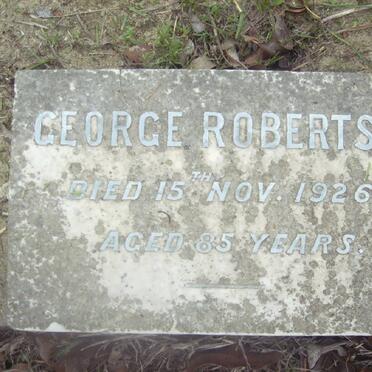 GEORGE ROBERTS
DIED 15TH NOV. 1926
AGED 85 YEARS.